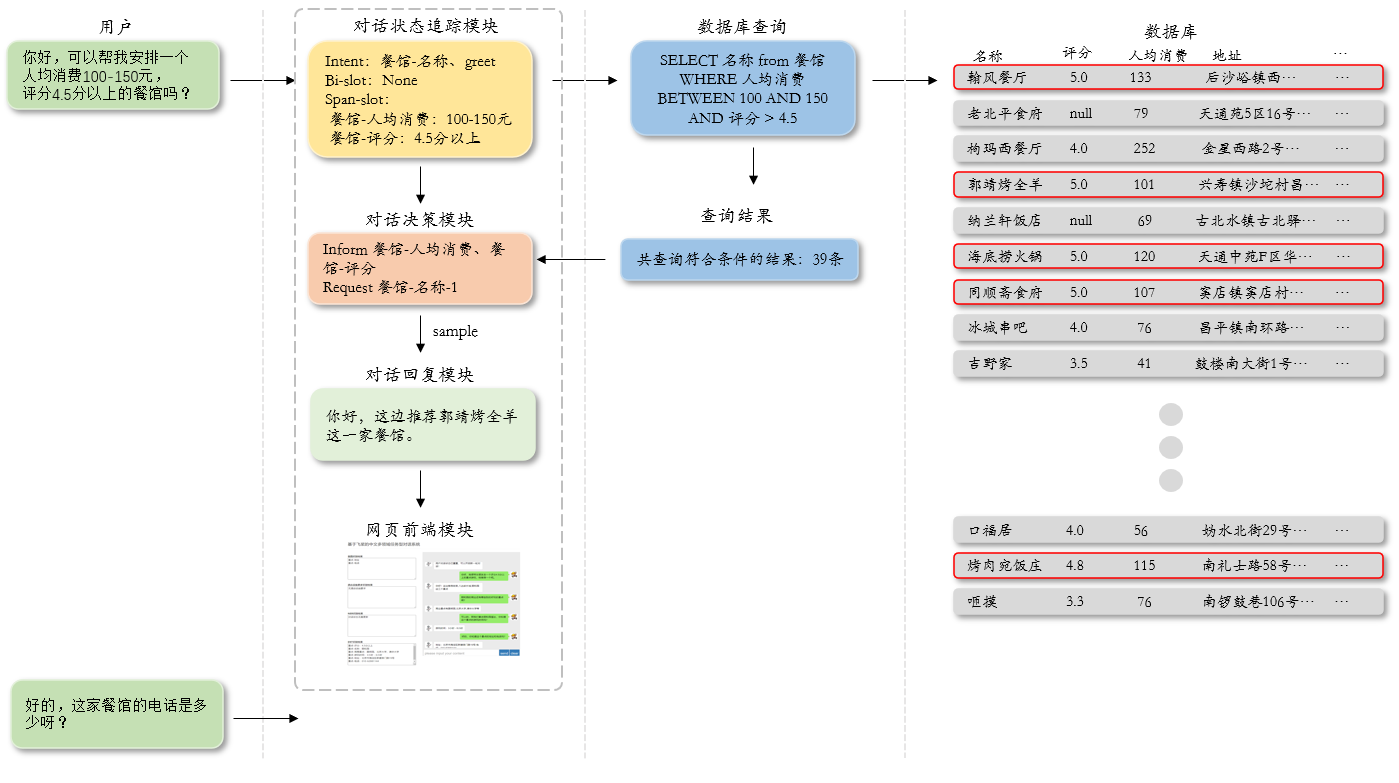 用户
你好，可以帮我安排一个
人均消费100-150元，
评分4.5分以上的餐馆吗？
好的，这家餐馆的电话是多
少呀？
对话状态追踪模块
Intent：餐馆-名称、greet
Bi-slot：None
Span-slot：
餐馆-人均消费：100-150元
餐馆-评分：4.5分以上
对话决策模块
Inform 餐馆-人均消费、餐
馆-评分
Request 餐馆-名称-1
sample
对话回复模块
你好，这边推荐郭靖烤全羊
这一家餐馆。
网页前端模块
基于飞桨的中文多领域任务型对话系统
数据库查询
SELECT 名称 from 餐馆
WHERE 人均消费
BETWEEN 100 AND 150
AND 评分 > 4.5
查询结果
共查询符合条件的结果：39条
数据库
名称 评分 人均消费 地址 …
翰风餐厅 5.0 133 后沙峪镇西… …
老北平食府 null 79 天通苑5区16号… …
枸玛西餐厅 4.0 252 金星西路2号… …
郭靖烤全羊 5.0 101 兴寿镇沙坨村昌… …
纳兰轩饭店 null 69 古北水镇古北驿… …
海底捞火锅 5.0 120 天通中苑F区华… …
同顺斋食府 5.0 107 窦店镇窦店村… …
冰城串吧 4.0 76 昌平镇南环路… …
吉野家 3.5 41 鼓楼南大街1号… …
口福居 4.0 56 妫水北街29号… …
烤肉宛饭庄 4.8 115 南礼士路58号… …
咂摸 3.3 76 南锣鼓巷106号… …